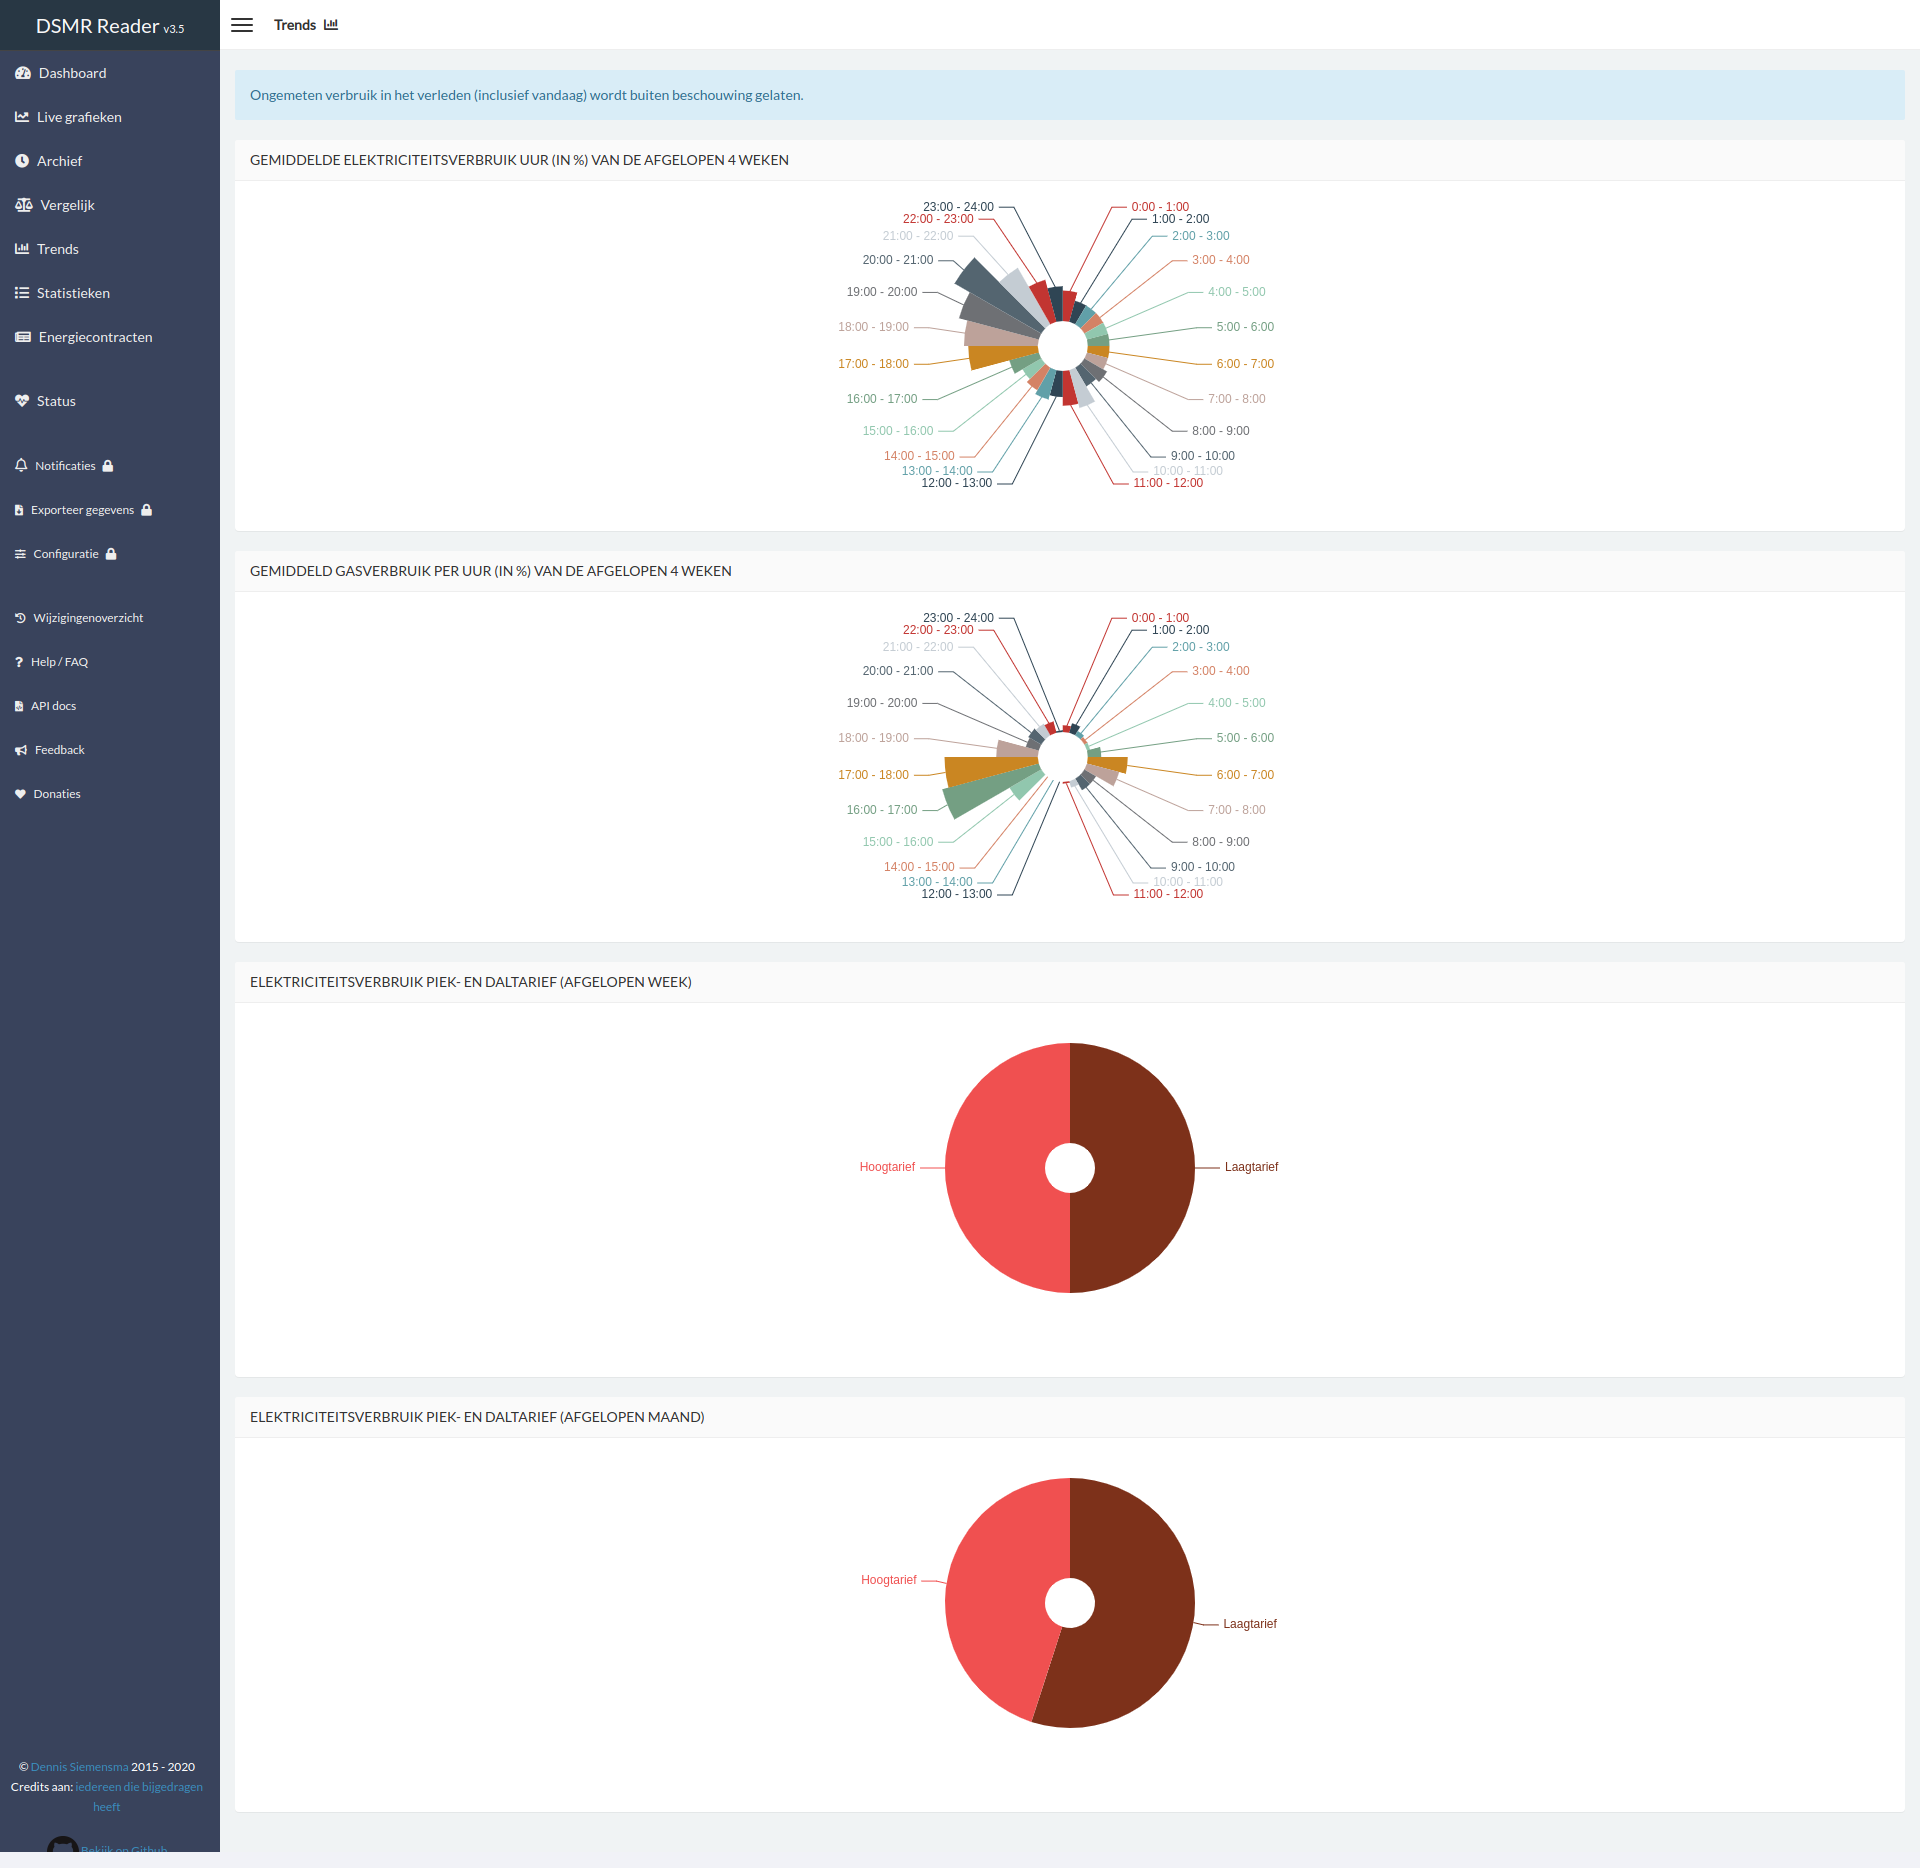 DSMR Reader v3.5
Dashboard
Live grafieken
Archief
Vergelijk
Trends
Statistieken
Energiecontracten
Status
Notificaties
Exporteer gegevens
Configuratie
Wijzigingenoverzicht
Help / FAQ
API docs
Feedback
Donaties
© Dennis Siemensma 2015 - 2020
Credits aan: iedereen die bijgedragen
heeft
Bekijk op Github
Trends
Ongemeten verbruik in het verleden (inclusief vandaag) wordt buiten beschouwing gelaten.
GEMIDDELDE ELEKTRICITEITSVERBRUIK UUR (IN %) VAN DE AFGELOPEN 4 WEKEN
23:00 - 24:00
22:00 - 23:00
21:00 - 22:00
20:00 - 21:00
19:00 - 20:00
18:00 - 19:00
17:00 - 18:00
16:00 - 17:00
15:00 - 16:00
14:00 - 15:00
13:00 - 14:00
12:00 - 13:00
0:00 - 1:00
1:00 - 2:00
2:00 - 3:00
3:00 - 4:00
4:00 - 5:00
5:00 - 6:00
6:00 - 7:00
7:00 - 8:00
8:00 - 9:00
9:00 - 10:00
10:00 - 11:00
11:00 - 12:00
GEMIDDELD GASVERBRUIK PER UUR (IN %) VAN DE AFGELOPEN 4 WEKEN
23:00 - 24:00
22:00 - 23:00
21:00 - 22:00
20:00 - 21:00
19:00 - 20:00
18:00 - 19:00
17:00 - 18:00
16:00 - 17:00
15:00 - 16:00
14:00 - 15:00
13:00 - 14:00
12:00 - 13:00
0:00 - 1:00
1:00 - 2:00
2:00 - 3:00
3:00 - 4:00
4:00 - 5:00
5:00 - 6:00
6:00 - 7:00
7:00 - 8:00
8:00 - 9:00
9:00 - 10:00
10:00 - 11:00
11:00 - 12:00
ELEKTRICITEITSVERBRUIK PIEK- EN DALTARIEF (AFGELOPEN WEEK)
Hoogtarief
Laagtarief
ELEKTRICITEITSVERBRUIK PIEK- EN DALTARIEF (AFGELOPEN MAAND)
Hoogtarief
Laagtarief